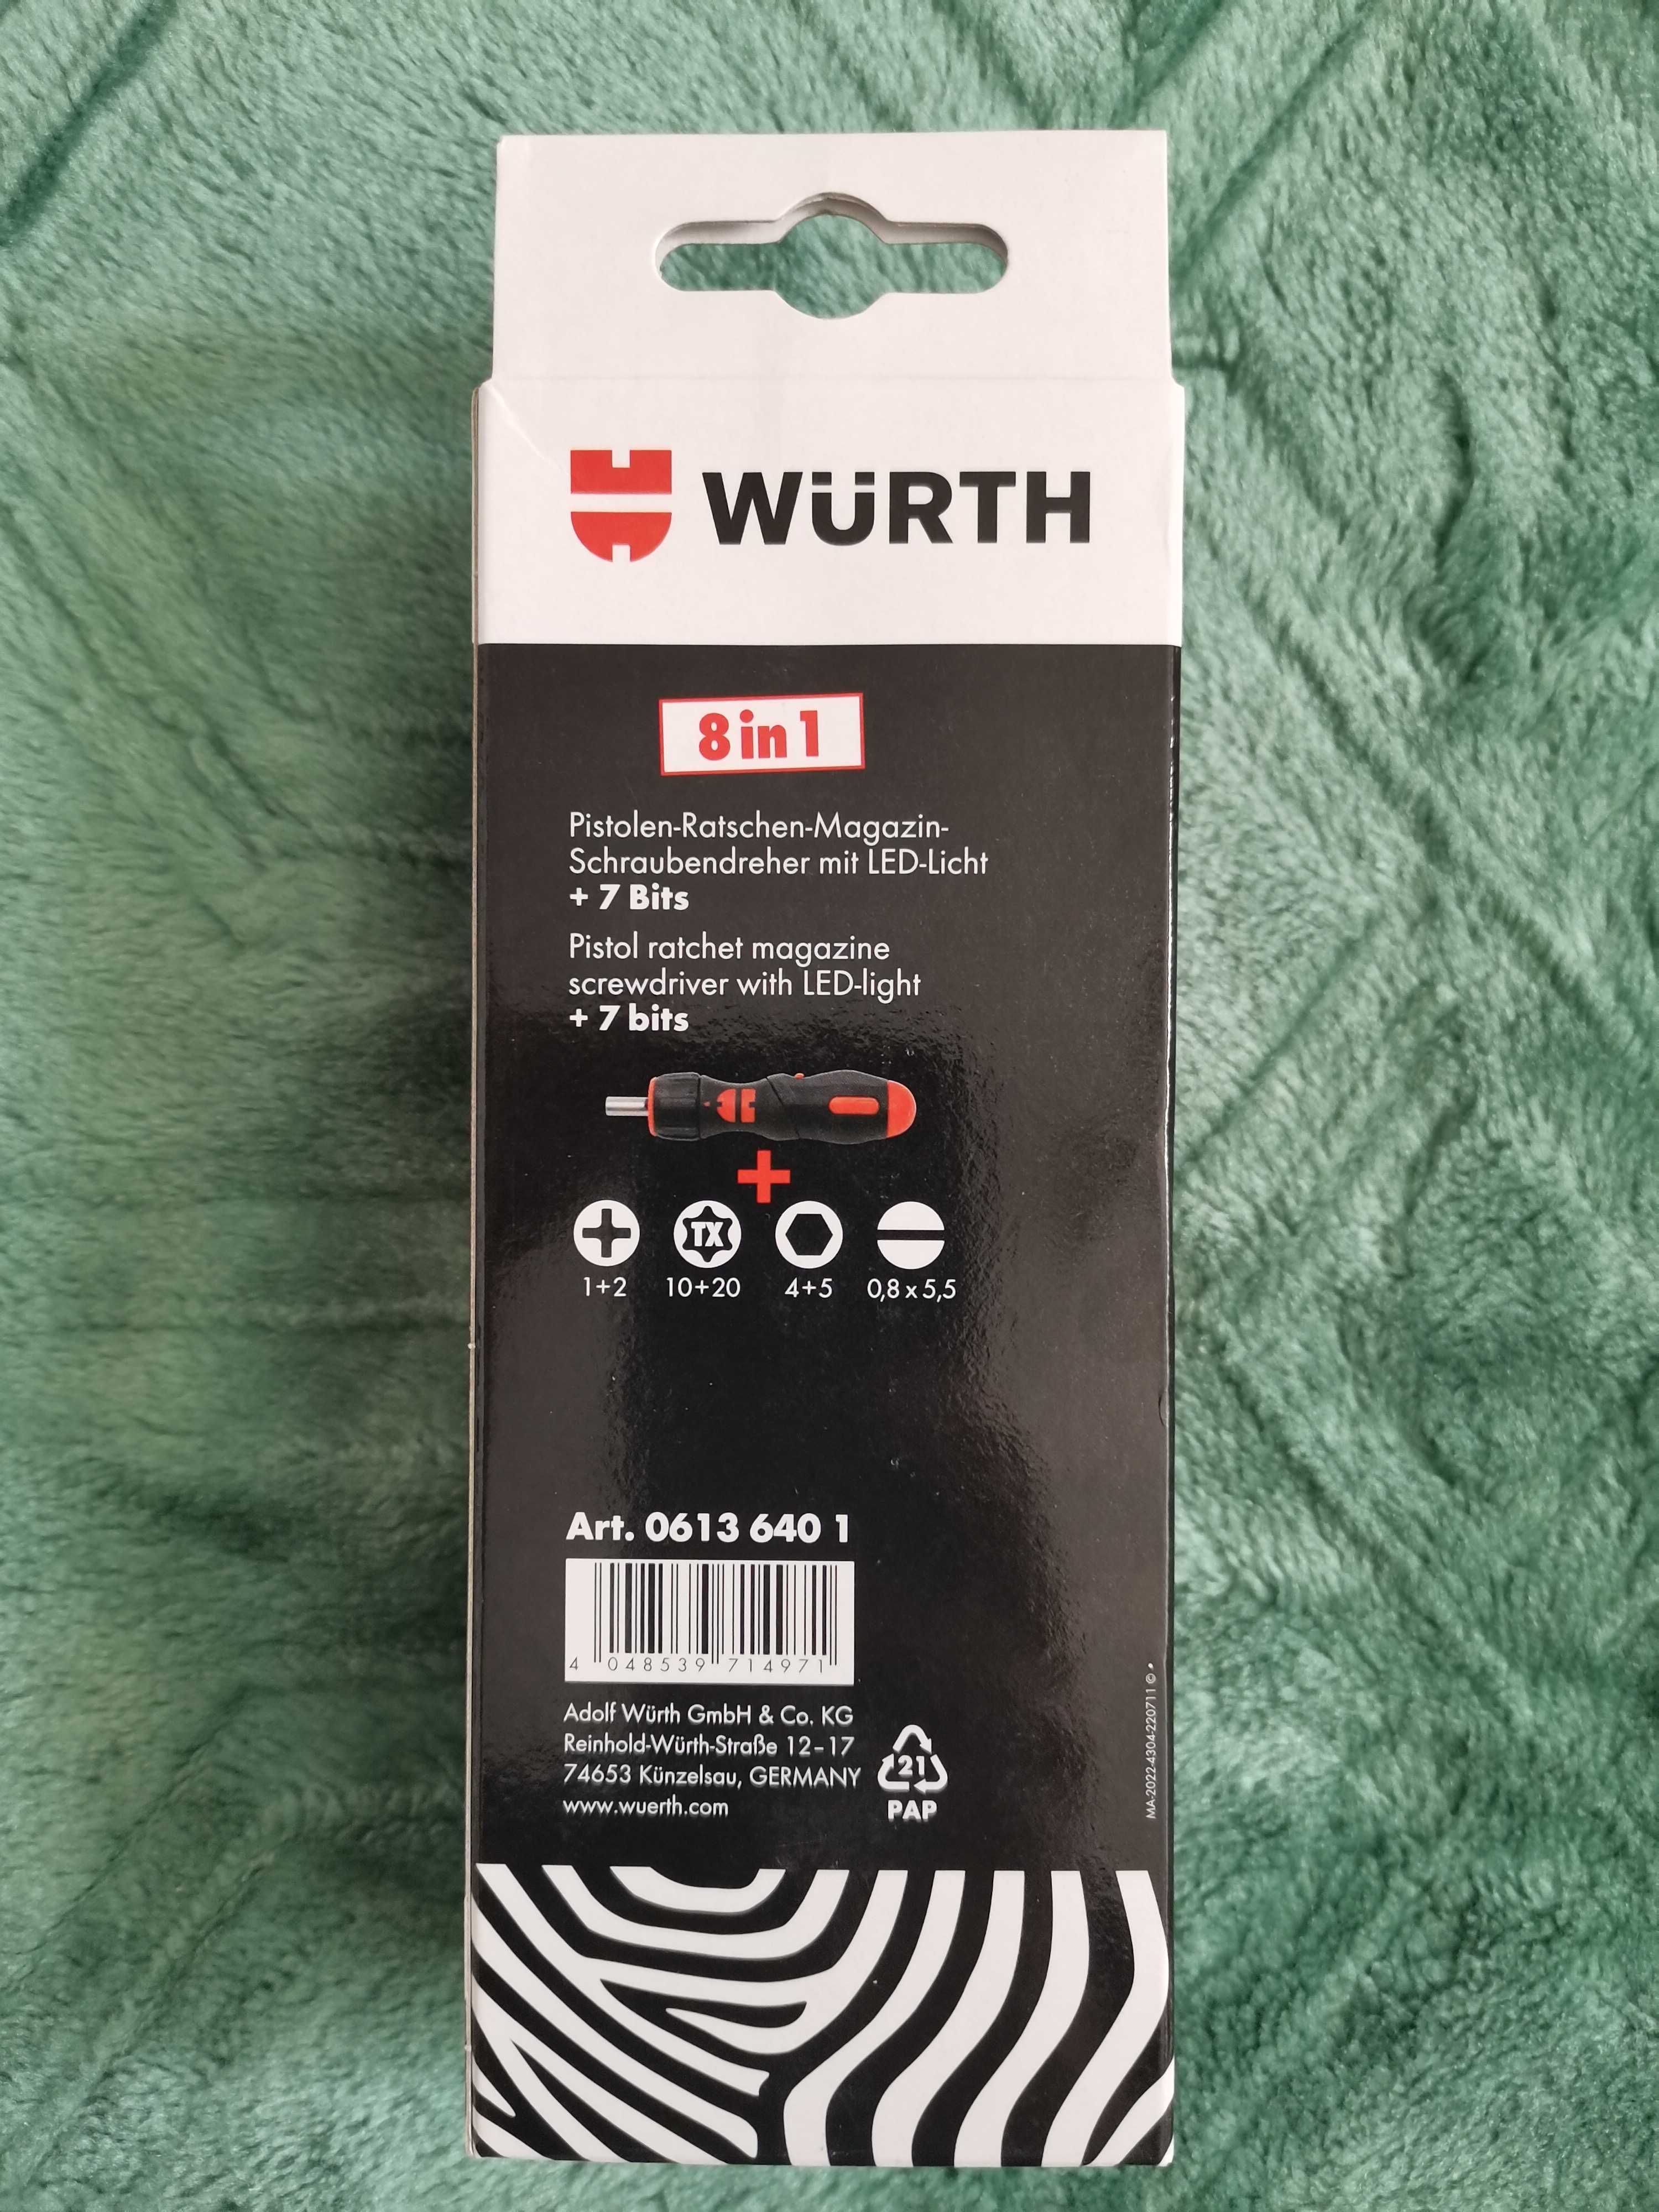 WÜRTH
8 in 1
Pistolen-Ratschen-Magazin-
Schraubendreher mit LED-Licht
+ 7 Bits
Pistol ratchet magazine
screwdriver with LED-light
+ 7 bits
TX
1+2 10+20 4+5 0,8 x 5,5
Art. 0613 640 1
4 048539 714971
Adolf Würth GmbH & Co. KG
Reinhold-Würth-Straße 12–17
74653 Künzelsau, GERMANY
www.wuerth.com
21
PAP
MA-2022-4304-220711 © •